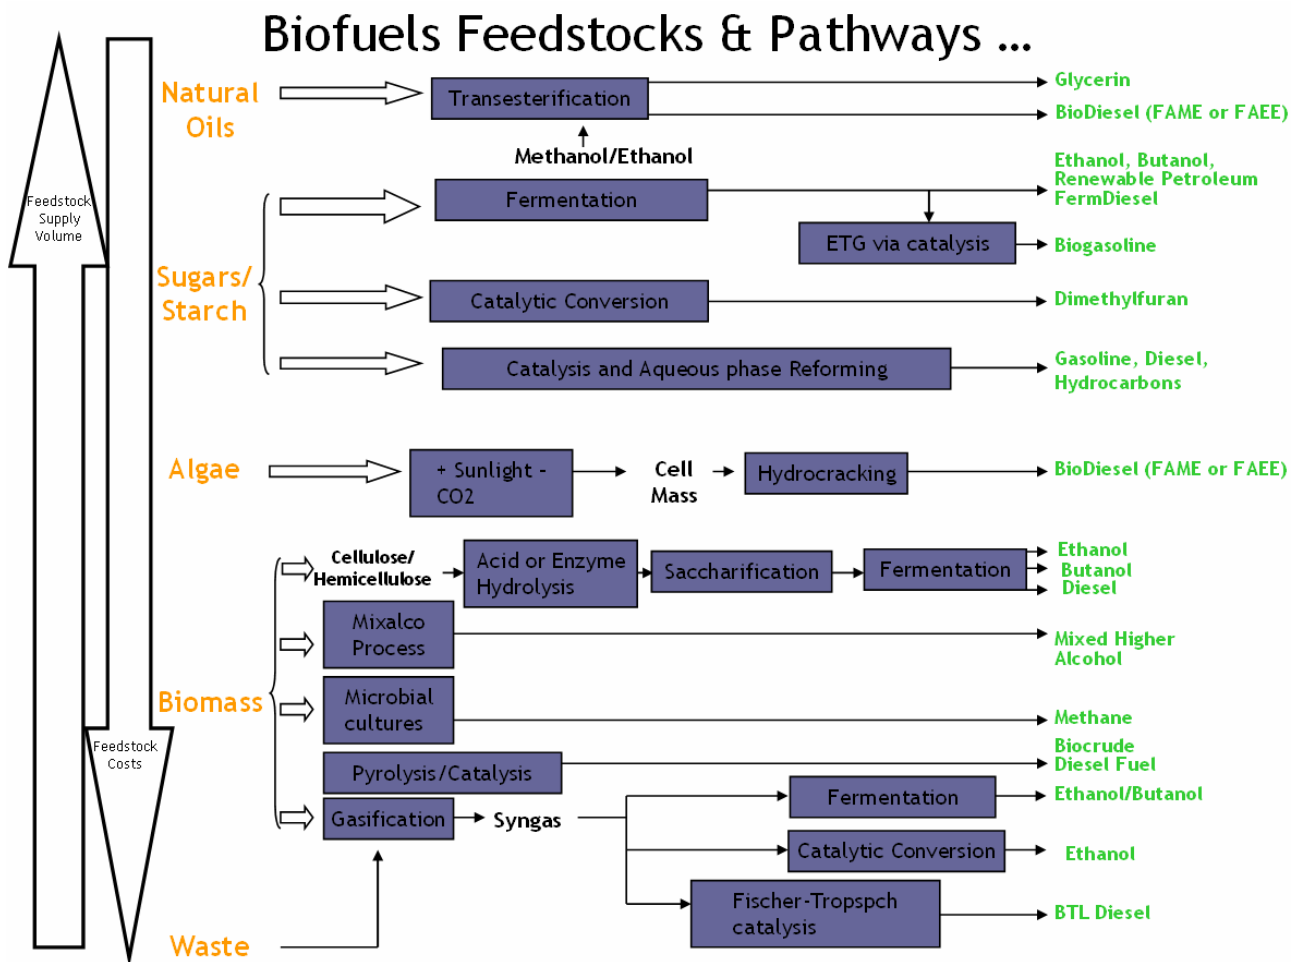 Biofuels Feedstocks & Pathways ...
Feedstock
Supply
Volume
Feedstock
Costs
Natural
Oils
Transesterification
Glycerin
BioDiesel (FAME or FAEE)
Methanol/Ethanol
Sugars/
Starch
Fermentation
Ethanol, Butanol,
Renewable Petroleum
FermDiesel
ETG via catalysis
Biogasoline
Catalytic Conversion
Dimethylfuran
Catalysis and Aqueous phase Reforming
Gasoline, Diesel,
Hydrocarbons
Algae
+ Sunlight -
CO2
Cell
Mass
Hydrocracking
BioDiesel (FAME or FAEE)
Biomass
Cellulose/
Hemicellulose
Acid or Enzyme
Hydrolysis
Saccharification
Fermentation
Ethanol
Butanol
Diesel
Mixalco
Process
Mixed Higher
Alcohol
Microbial
cultures
Methane
Pyrolysis/Catalysis
Biocrude
Diesel Fuel
Gasification
Syngas
Fermentation
Ethanol/Butanol
Catalytic Conversion
Ethanol
Fischer-Tropspch
catalysis
BTL Diesel
Waste